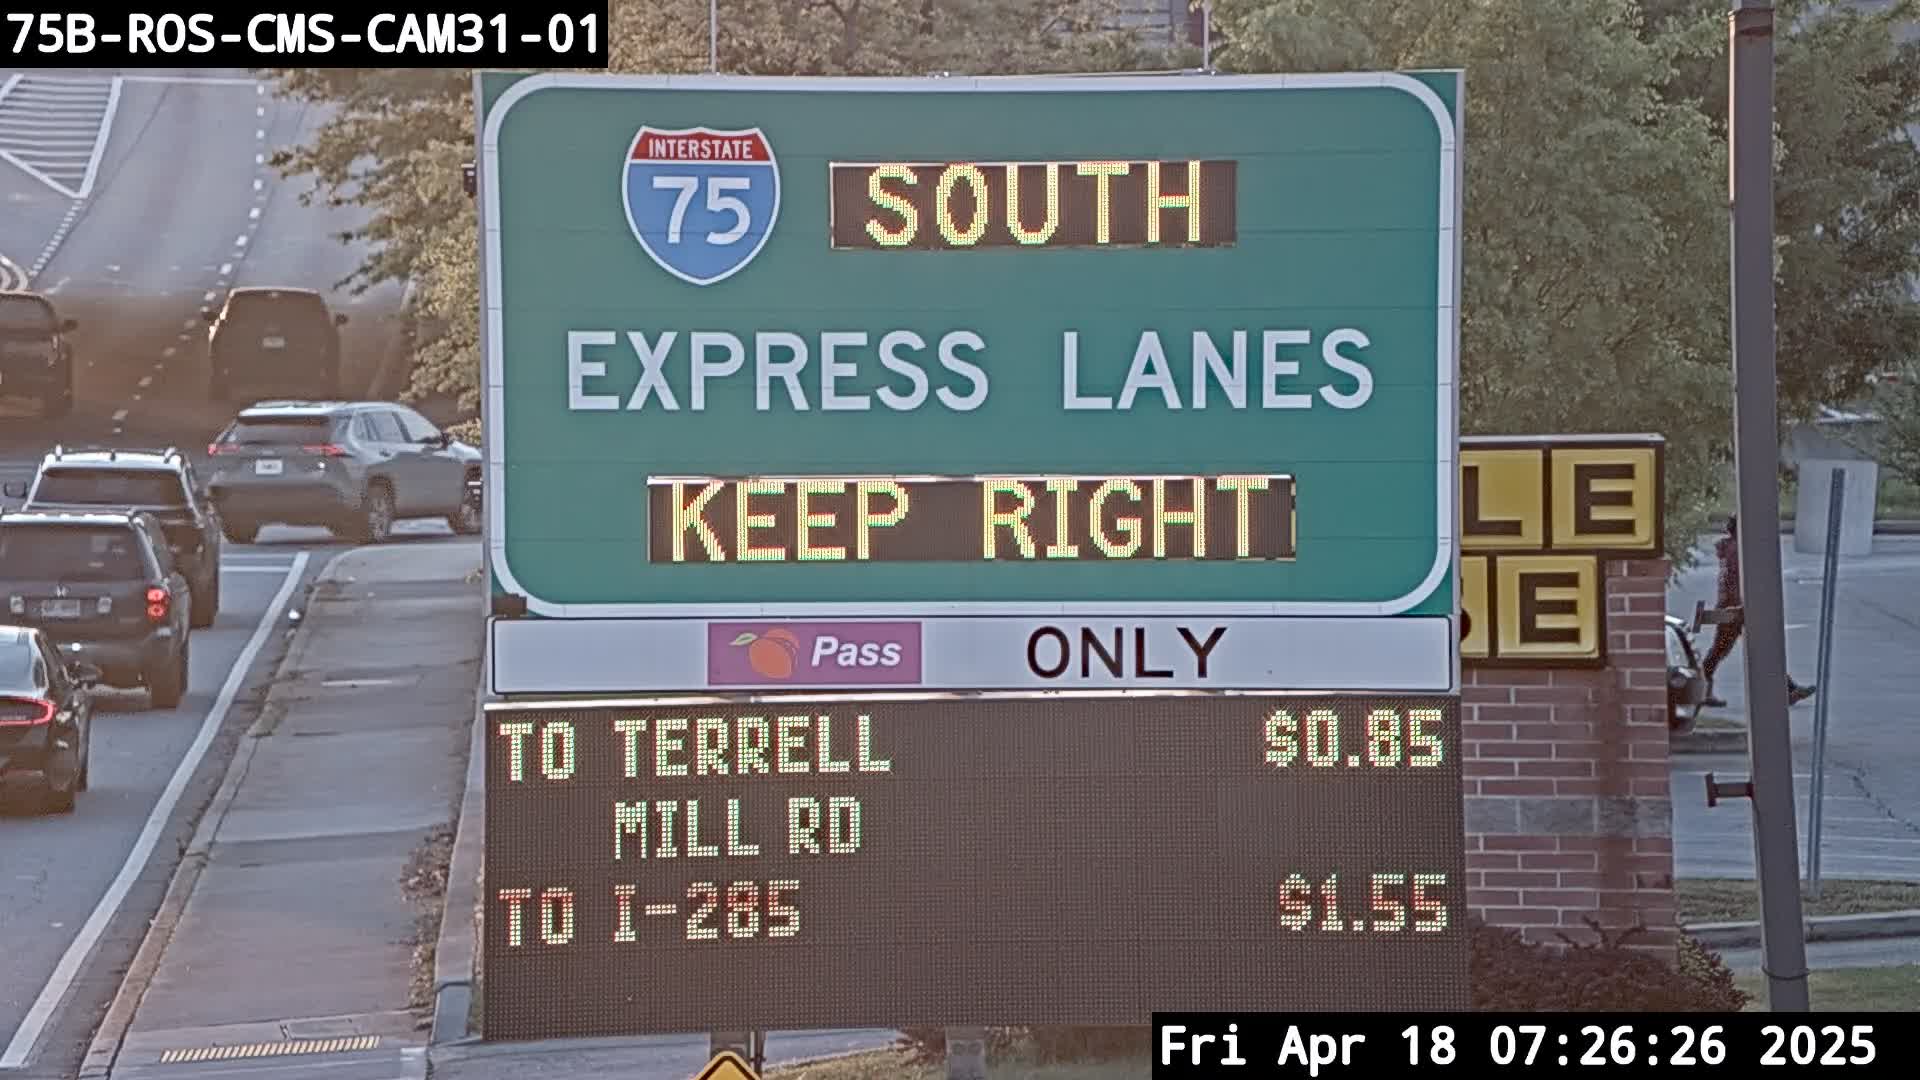 75B-ROS-CMS-CAM31-01
INTERSTATE
75
SOUTH
EXPRESS LANES
KEEP RIGHT
Pass ONLY
TO TERRELL $0.85
MILL RD
TO I-285 $1.55
LE
E
Fri Apr 18 07:26:26 2025